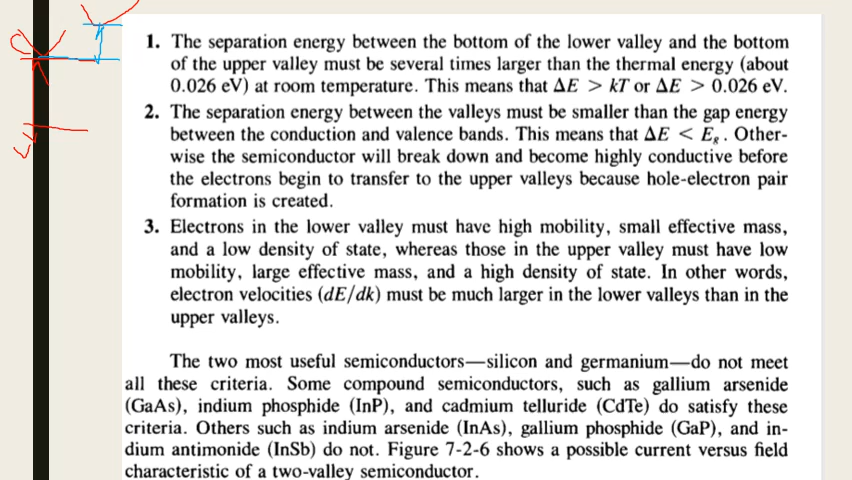 1. The separation energy between the bottom of the lower valley and the bottom
of the upper valley must be several times larger than the thermal energy (about
0.026 eV) at room temperature. This means that ΔE > kT or ΔE > 0.026 eV.
2. The separation energy between the valleys must be smaller than the gap energy
between the conduction and valence bands. This means that ΔE < Eg. Other-
wise the semiconductor will break down and become highly conductive before
the electrons begin to transfer to the upper valleys because hole-electron pair
formation is created.
3. Electrons in the lower valley must have high mobility, small effective mass,
and a low density of state, whereas those in the upper valley must have low
mobility, large effective mass, and a high density of state. In other words,
electron velocities (dE/dk) must be much larger in the lower valleys than in the
upper valleys.
The two most useful semiconductors—silicon and germanium—do not meet
all these criteria. Some compound semiconductors, such as gallium arsenide
(GaAs), indium phosphide (InP), and cadmium telluride (CdTe) do satisfy these
criteria. Others such as indium arsenide (InAs), gallium phosphide (GaP), and in-
dium antimonide (InSb) do not. Figure 7-2-6 shows a possible current versus field
characteristic of a two-valley semiconductor.